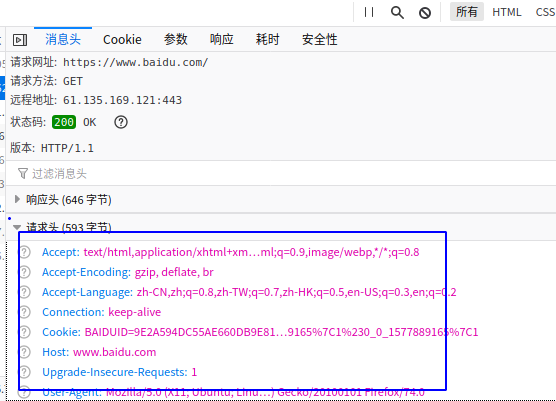 所有 HTML CSS
消息头 Cookie 参数 响应 耗时 安全性
请求网址: https://www.baidu.com/
请求方法: GET
远程地址: 61.135.169.121:443
状态码: 200 OK
版本: HTTP/1.1
过滤消息头
响应头 (646 字节)
请求头 (593 字节)
Accept: text/html,application/xhtml+xm…ml;q=0.9,image/webp,*/*;q=0.8
Accept-Encoding: gzip, deflate, br
Accept-Language: zh-CN,zh;q=0.8,zh-TW;q=0.7,zh-HK;q=0.5,en-US;q=0.3,en;q=0.2
Connection: keep-alive
Cookie: BAIDUID=9E2A594DC55AE660DB9E81…9165%7C1%230_0_1577889165%7C1
Host: www.baidu.com
Upgrade-Insecure-Requests: 1
User-Agent: Mozilla/5.0 (X11; Ubuntu; Linu…) Gecko/20100101 Firefox/74.0